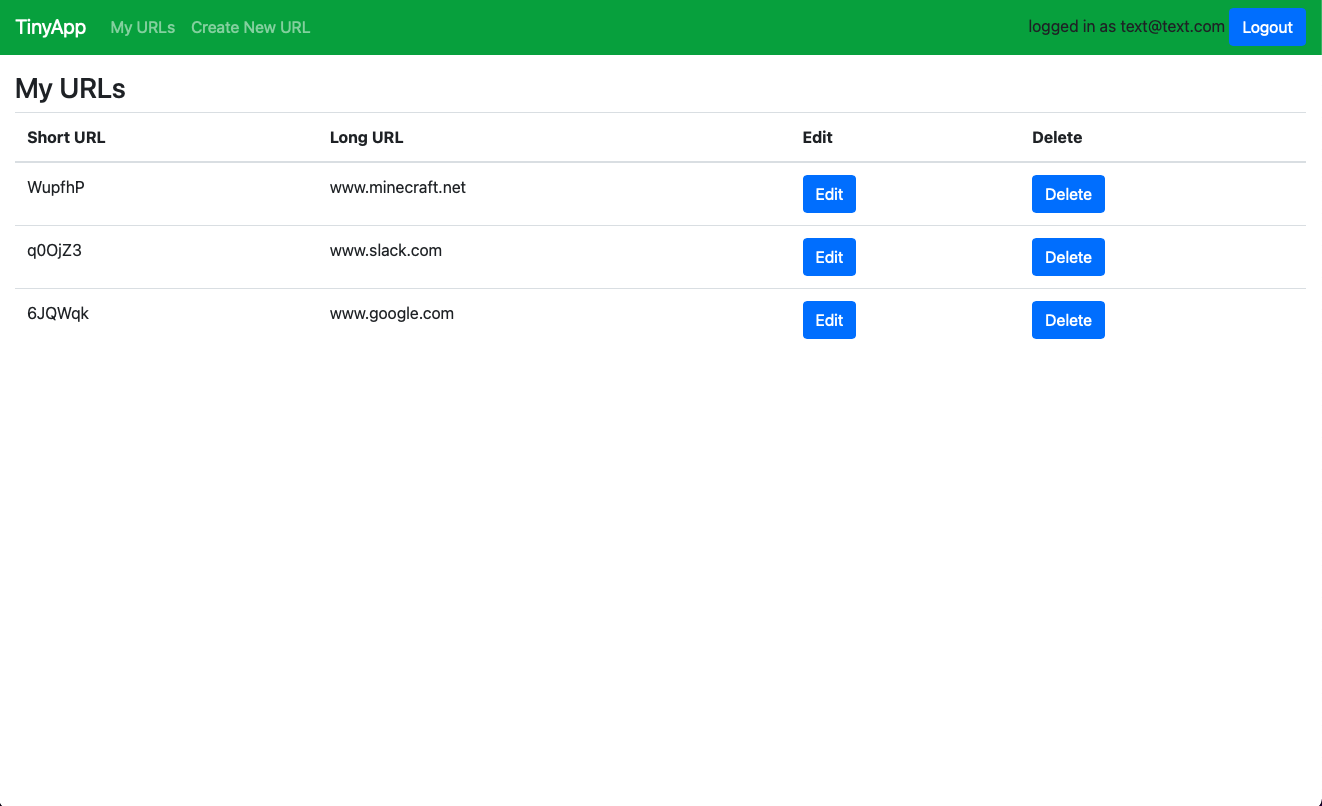 TinyApp My URLs Create New URL logged in as text@text.com Logout
My URLs
Short URL Long URL Edit Delete
WupfhP www.minecraft.net Edit Delete
q0OjZ3 www.slack.com Edit Delete
6JQWqk www.google.com Edit Delete